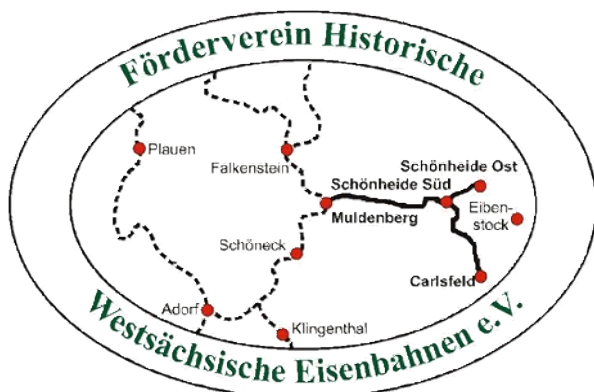 Förderverein Historische
Plauen
Falkenstein
Schönheide Ost
Schönheide Süd
Eiben-
stock
Muldenberg
Schöneck
Carlsfeld
Adorf
Klingenthal
Westsächsische Eisenbahnen e.V.